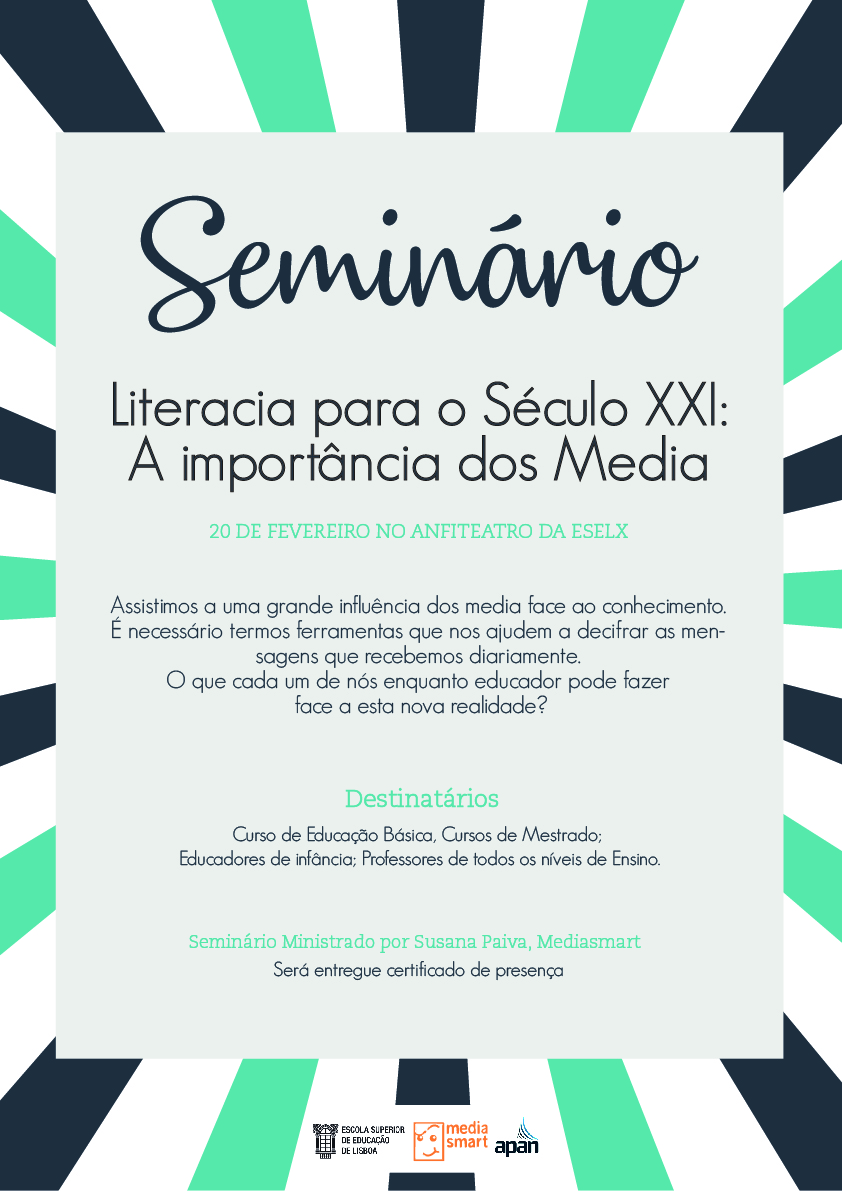 Seminário
Literacia para o Século XXI:
A importância dos Media
20 DE FEVEREIRO NO ANFITEATRO DA ESELX
Assistimos a uma grande influência dos media face ao conhecimento.
É necessário termos ferramentas que nos ajudem a decifrar as men-
sagens que recebemos diariamente.
O que cada um de nós enquanto educador pode fazer
face a esta nova realidade?
Destinatários
Curso de Educação Básica, Cursos de Mestrado;
Educadores de infância; Professores de todos os níveis de Ensino.
Seminário Ministrado por Susana Paiva, Mediasmart
Será entregue certificado de presença
ESCOLA SUPERIOR
DE EDUCAÇÃO
DE LISBOA
media
smart
apan